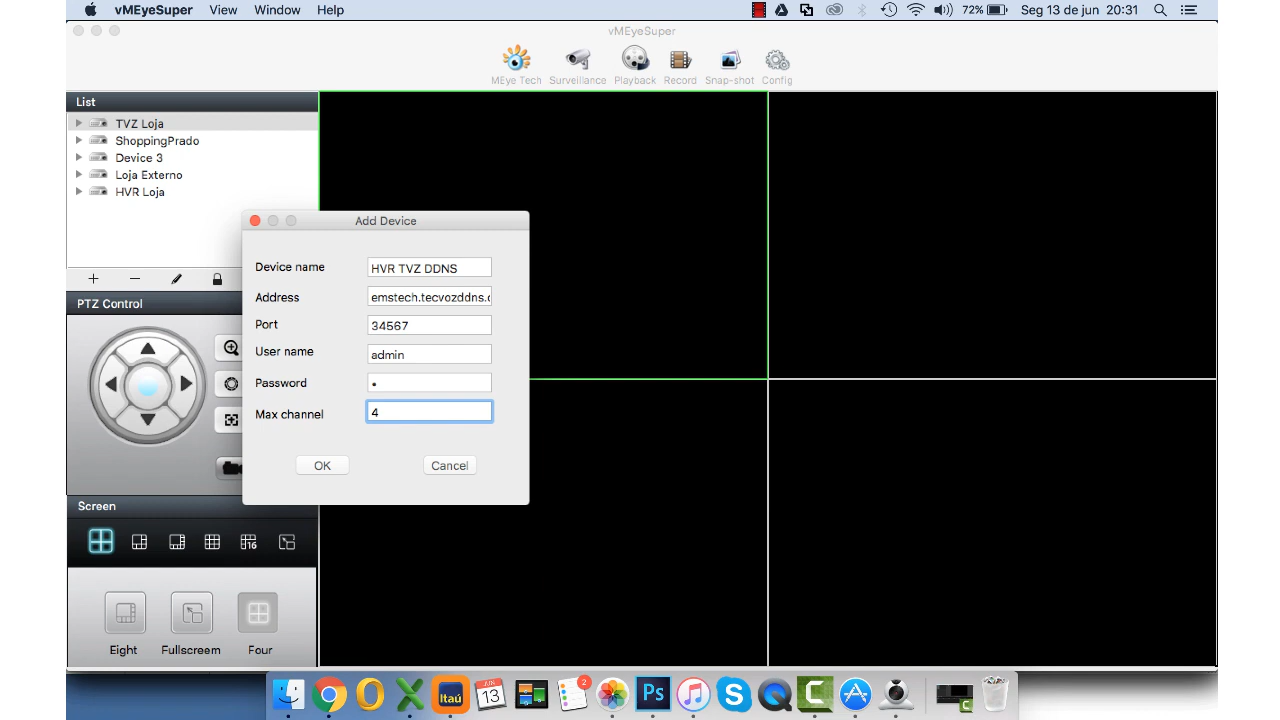 vMEyeSuper View Window Help 72% Seg 13 de jun 20:31
vMEyeSuper
MEye Tech Surveillance Playback Record Snap-shot Config
List
TVZ Loja
ShoppingPrado
Device 3
Loja Externo
HVR Loja
Add Device
Device name HVR TVZ DDNS
Address emstech.tecvozddns.c
Port 34567
User name admin
Password •
Max channel 4
OK Cancel
PTZ Control
Screen
16
Eight Fullscreem Four
Itaú JUN 13 2 Ps